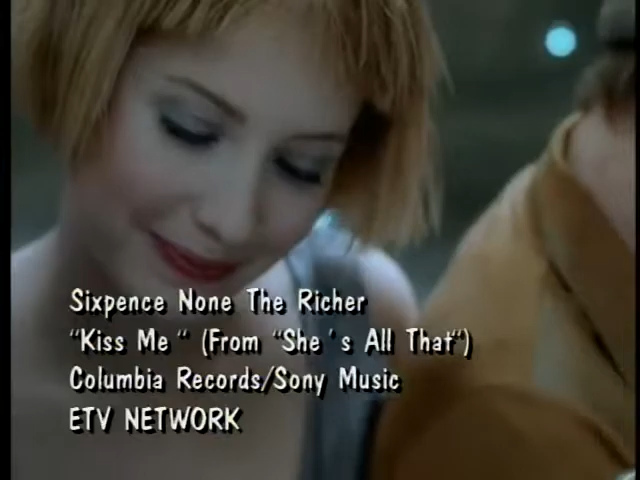 Sixpence None The Richer
"Kiss Me " (From "She's All That")
Columbia Records/Sony Music
ETV NETWORK